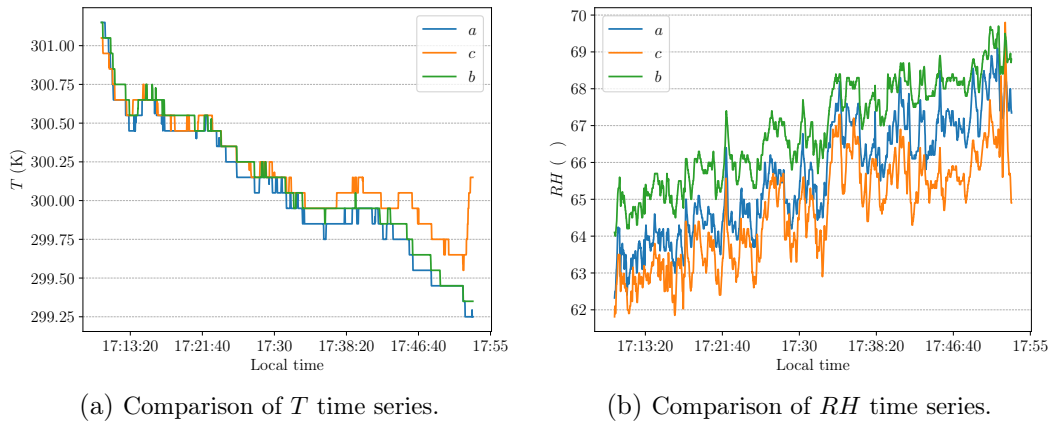 301.00
300.75
300.50
300.25
300.00
299.75
299.50
299.25
T (K)
17:13:20 17:21:40 17:30 17:38:20 17:46:40 17:55
Local time
a
c
b
(a) Comparison of T time series.
70
69
68
67
66
65
64
63
62
RH ( )
17:13:20 17:21:40 17:30 17:38:20 17:46:40 17:55
Local time
a
c
b
(b) Comparison of RH time series.